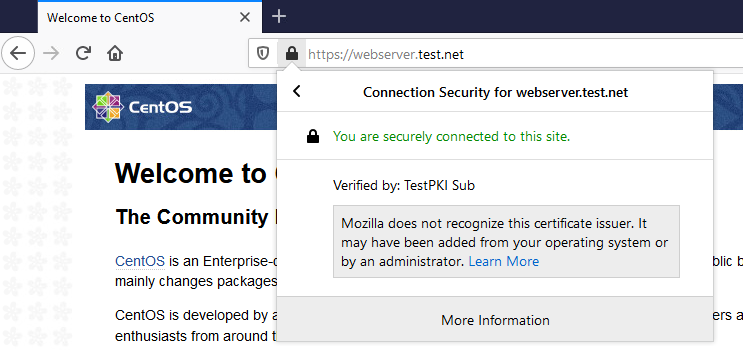 Welcome to CentOS
https://webserver.test.net
Connection Security for webserver.test.net
CentOS
You are securely connected to this site.
Welcome to
Verified by: TestPKI Sub
The Community
Mozilla does not recognize this certificate issuer. It
may have been added from your operating system or
by an administrator. Learn More
CentOS is an Enterprise-
mainly changes packages
CentOS is developed by a
enthusiasts from around
More Information